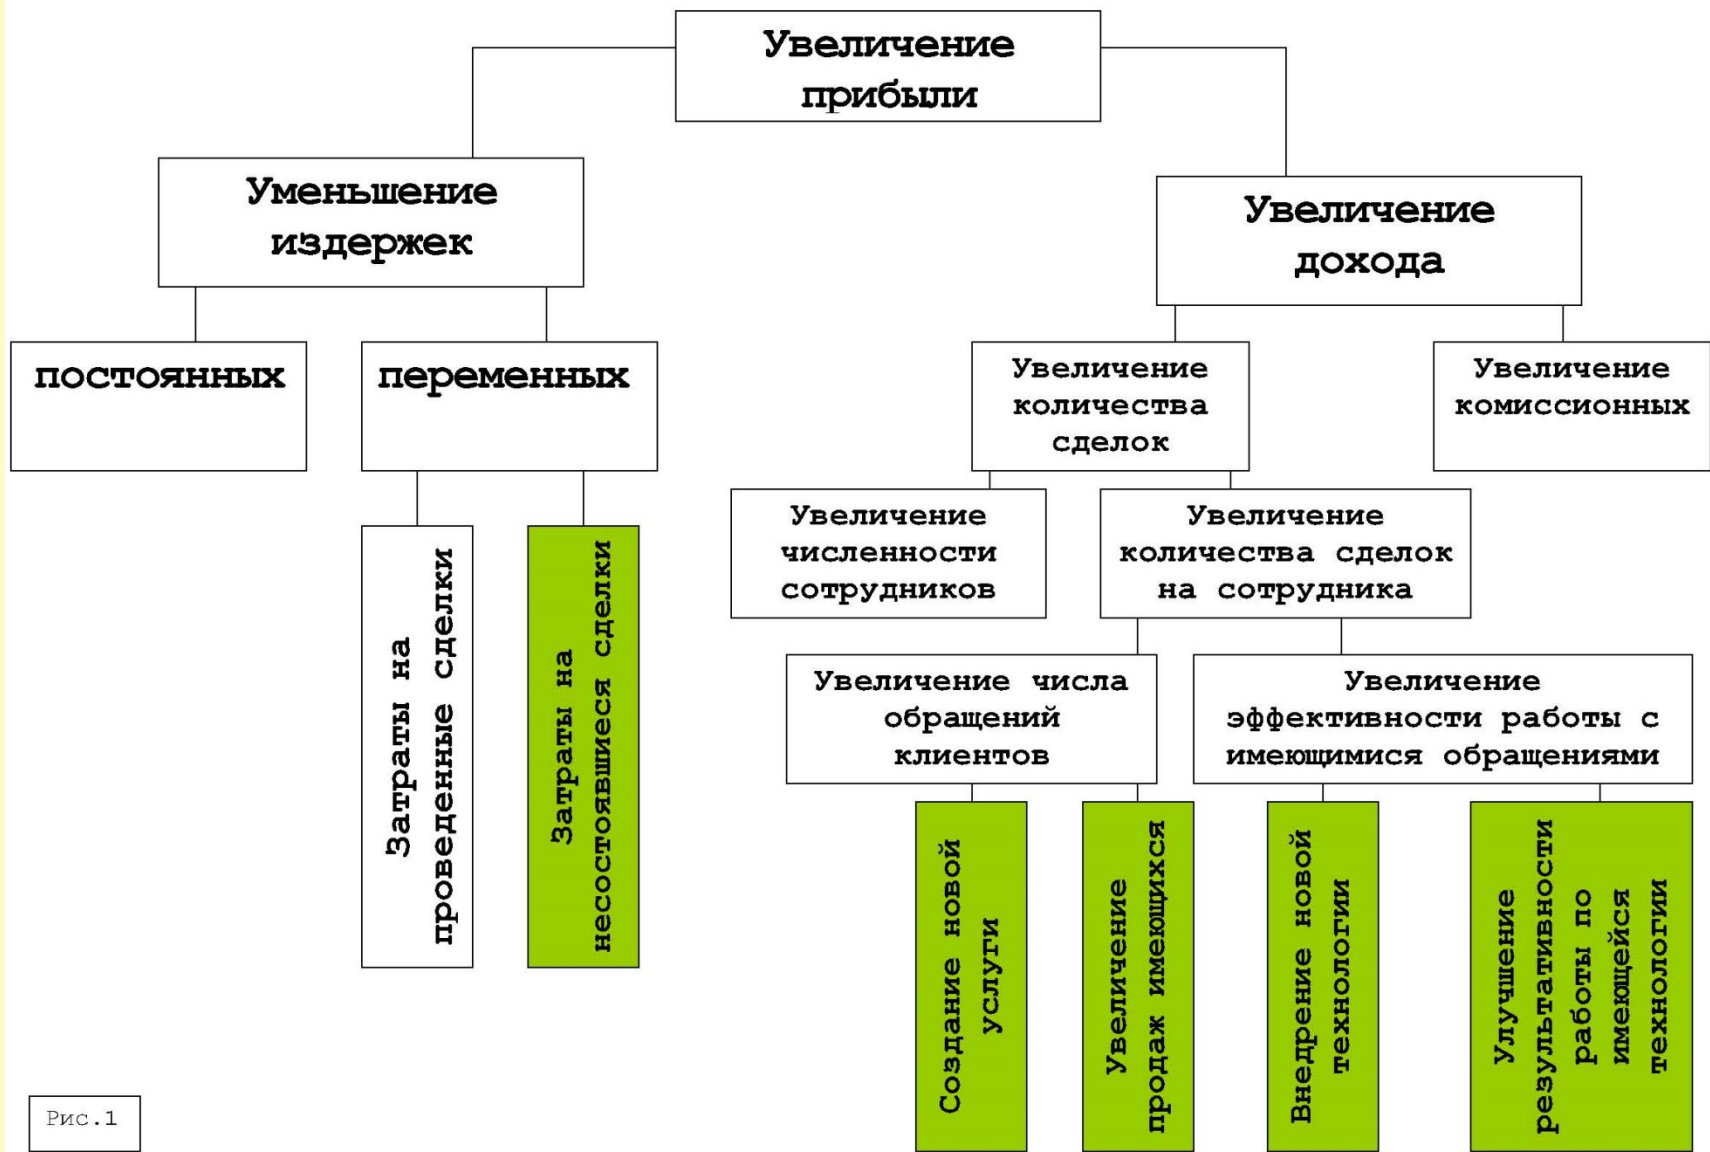 Увеличение
прибыли
Уменьшение
издержек
Увеличение
дохода
постоянных
переменных
Увеличение
количества
сделок
Увеличение
комиссионных
Увеличение
численности
сотрудников
Увеличение
количества сделок
на сотрудника
Затраты на
проведенные сделки
Затраты на
несостоявшиеся сделки
Увеличение числа
обращений
клиентов
Увеличение
эффективности работы с
имеющимися обращениями
Создание новой
услуги
Увеличение
продаж имеющихся
Внедрение новой
технологии
Улучшение
результативности
работы по
имеющейся
технологии
Рис.1